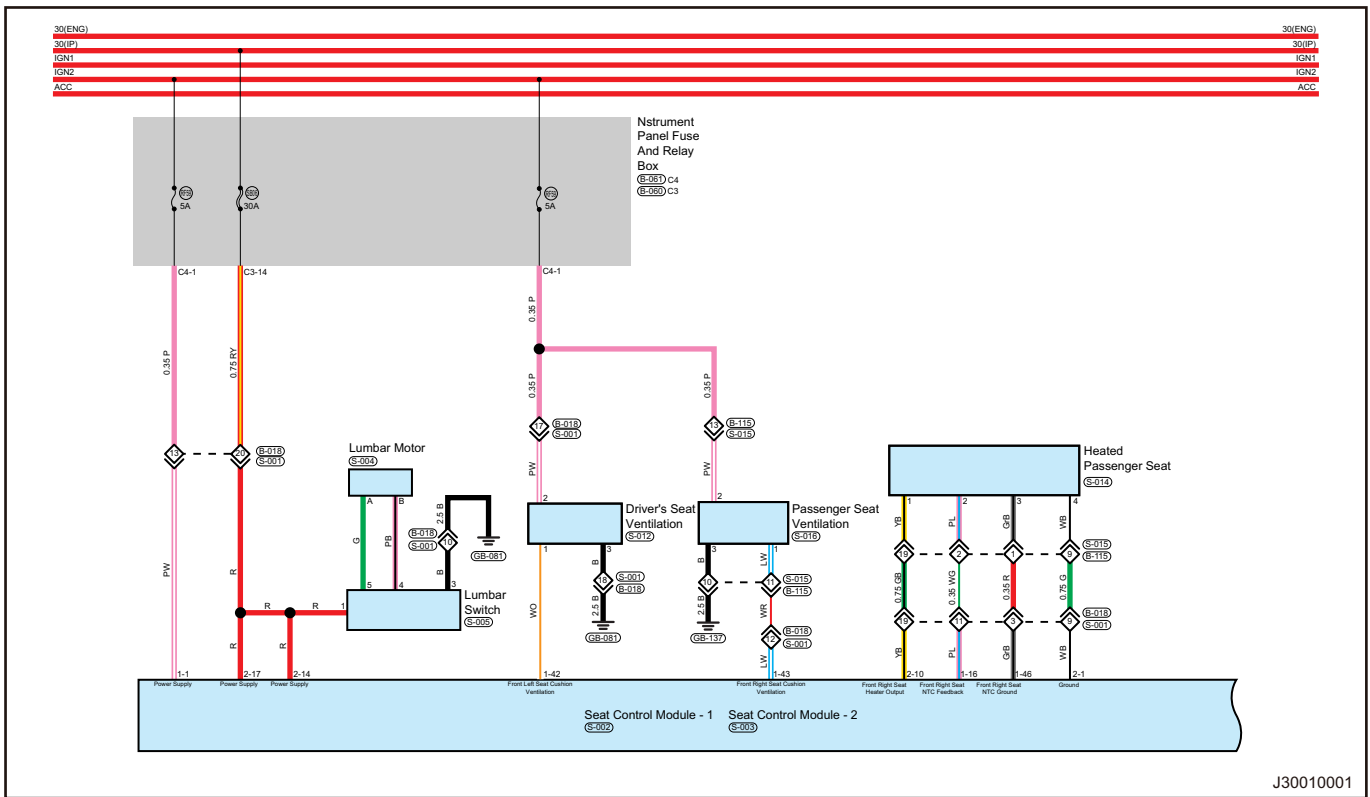 30(ENG) 30(ENG)
30(IP) 30(IP)
IGN1 IGN1
IGN2 IGN2
ACC ACC
Nstrument
Panel Fuse
And Relay
Box
B-061 C4
B-060 C3
RF59
5A
SB06
30A
RF59
5A
C4-1
C3-14
C4-1
0.35 P
0.75 RY
0.35 P
0.35 P
0.35 P
13
20
B-018
S-001
17
B-018
S-001
13
B-115
S-015
Lumbar Motor
S-004
A
B
G
PB
5
4
2.5 B
B-018
S-001
10
GB-081
B
3
Lumbar
Switch
S-005
1
PW
R
R
R
R
R
PW
2
Driver's Seat
Ventilation
S-012
1
3
WO
B
18
S-001
B-018
2.5 B
GB-081
PW
2
Passenger Seat
Ventilation
S-016
3
1
B
LW
10
11
S-015
B-115
2.5 B
GB-137
WR
12
B-018
S-001
LW
Heated
Passenger Seat
S-014
1
2
3
4
YB
PL
GrB
WB
19
2
1
9
S-015
B-115
0.75 GB
0.35 WG
0.35 R
0.75 G
19
11
3
9
B-018
S-001
YB
PL
GrB
WB
1-1
2-17
2-14
1-42
1-43
2-10
1-16
1-46
2-1
Power Supply
Power Supply
Power Supply
Front Left Seat Cushion
Ventilation
Front Right Seat Cushion
Ventilation
Front Right Seat
Heater Output
Front Right Seat
NTC Feedback
Front Right Seat
NTC Ground
Ground
Seat Control Module - 1
S-002
Seat Control Module - 2
S-003
J30010001